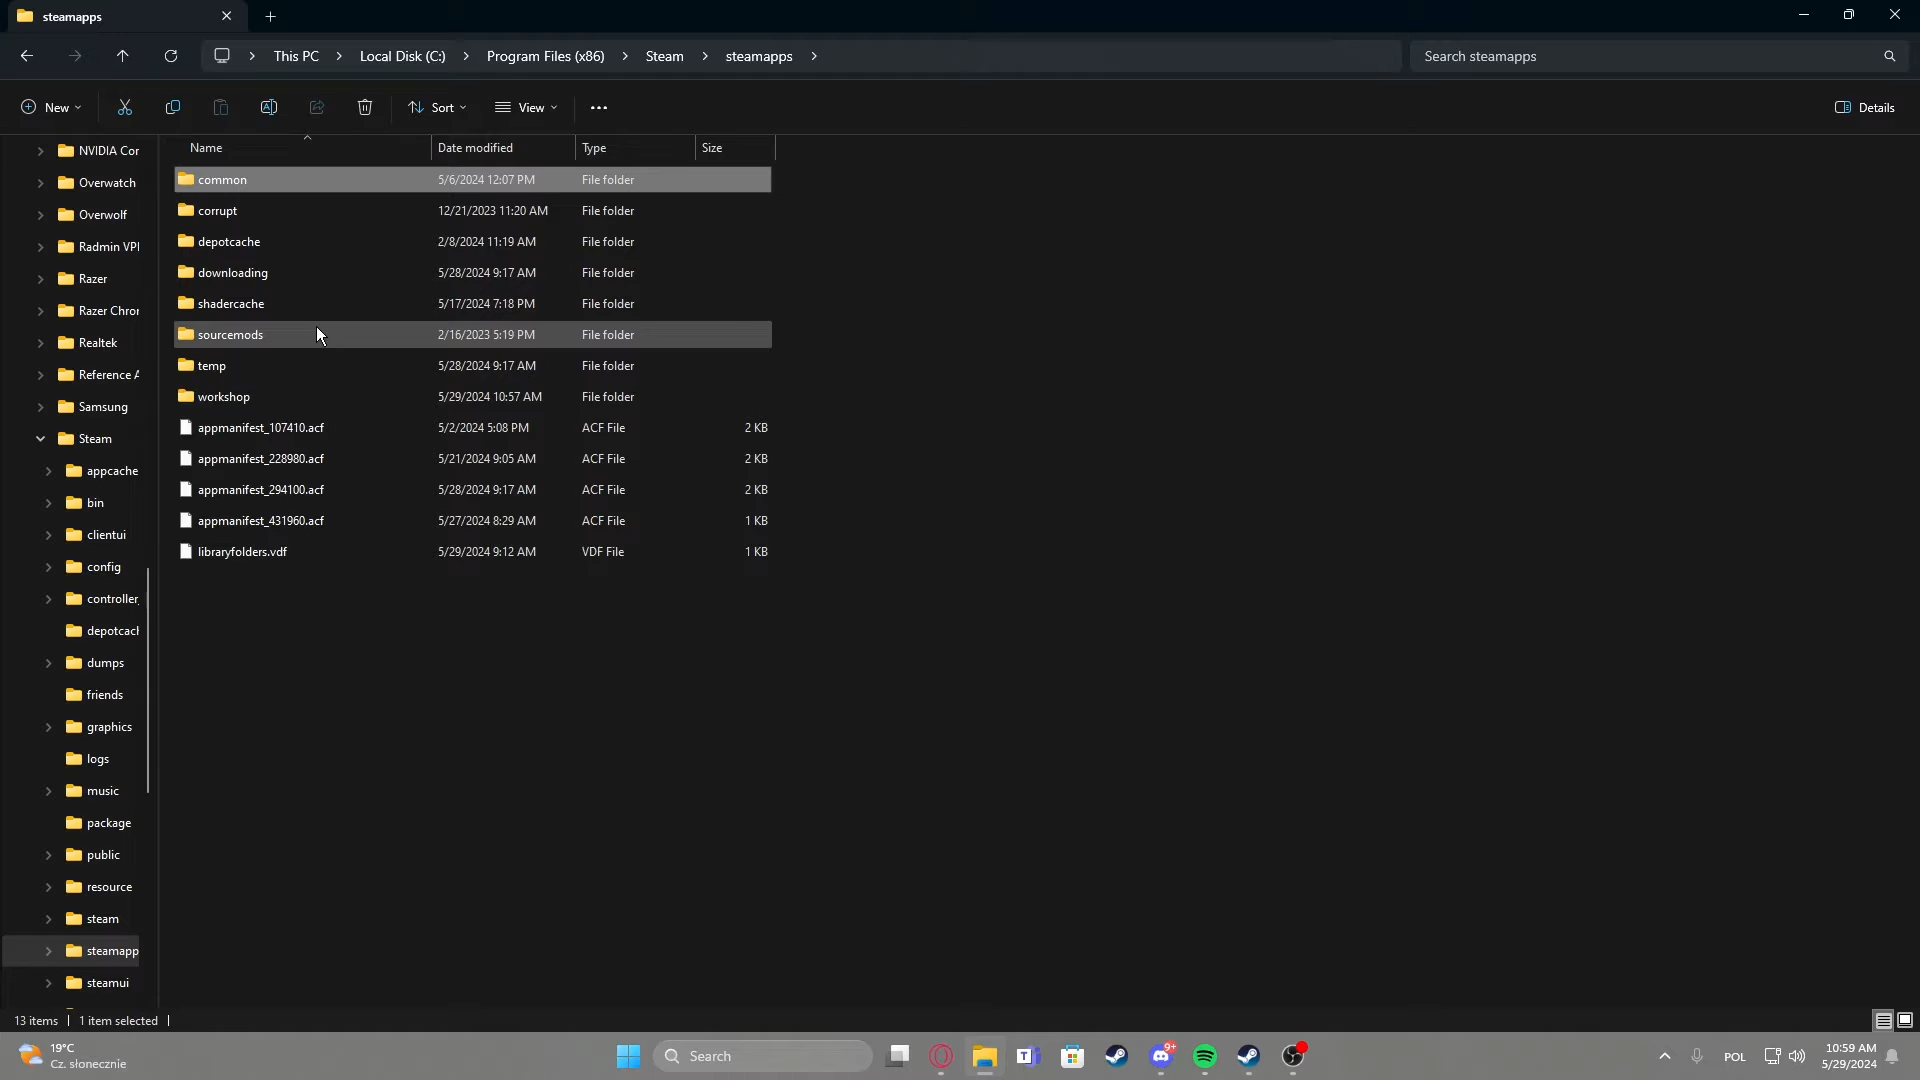 steamapps
This PC > Local Disk (C:) > Program Files (x86) > Steam > steamapps >
Search steamapps
New
Sort
View
Details
Name
Date modified
Type
Size
common 5/6/2024 12:07 PM File folder
corrupt 12/21/2023 11:20 AM File folder
depotcache 2/8/2024 11:19 AM File folder
downloading 5/28/2024 9:17 AM File folder
shadercache 5/17/2024 7:18 PM File folder
sourcemods 2/16/2023 5:19 PM File folder
temp 5/28/2024 9:17 AM File folder
workshop 5/29/2024 10:57 AM File folder
appmanifest_107410.acf 5/2/2024 5:08 PM ACF File 2 KB
appmanifest_228980.acf 5/21/2024 9:05 AM ACF File 2 KB
appmanifest_294100.acf 5/28/2024 9:17 AM ACF File 2 KB
appmanifest_431960.acf 5/27/2024 8:29 AM ACF File 1 KB
libraryfolders.vdf 5/29/2024 9:12 AM VDF File 1 KB
NVIDIA Cor
Overwatch
Overwolf
Radmin VPI
Razer
Razer Chror
Realtek
Reference A
Samsung
Steam
appcache
bin
clientui
config
controller_
depotcach
dumps
friends
graphics
logs
music
package
public
resource
steam
steamapp
steamui
13 items | 1 item selected |
19°C
Cz. słonecznie
Search
9+
POL
10:59 AM
5/29/2024